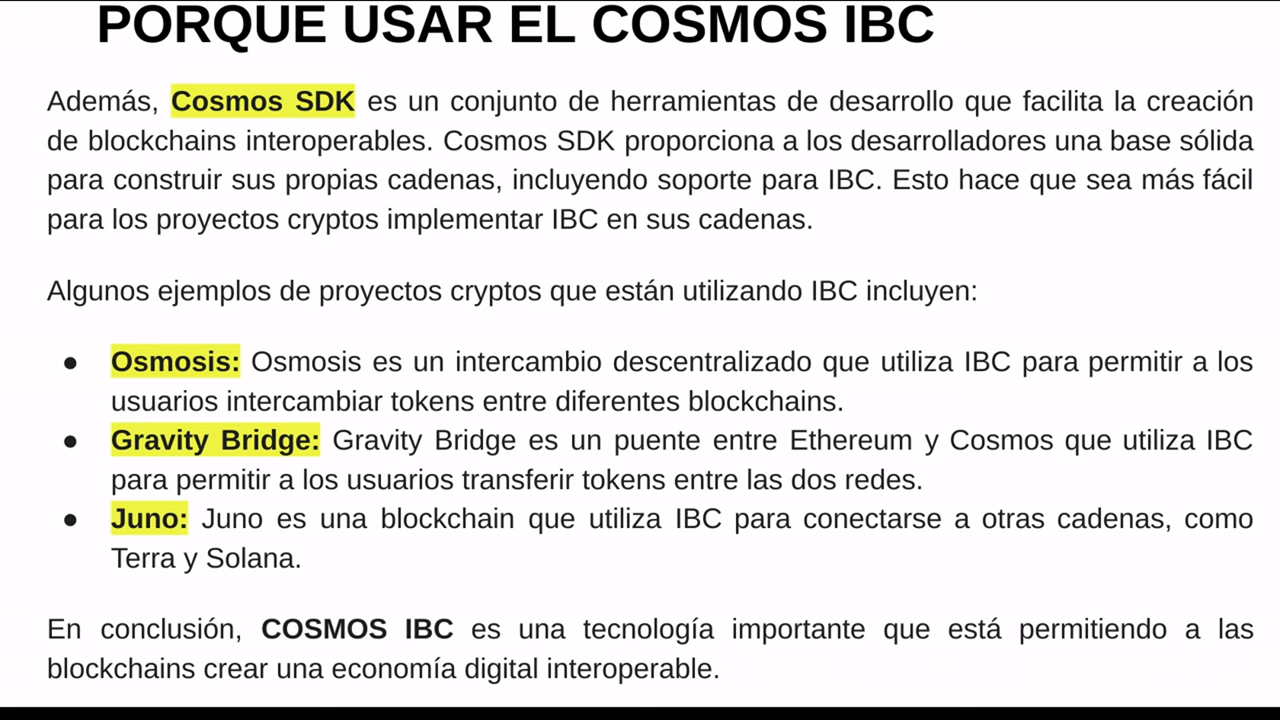 PORQUE USAR EL COSMOS IBC
Además, Cosmos SDK es un conjunto de herramientas de desarrollo que facilita la creación
de blockchains interoperables. Cosmos SDK proporciona a los desarrolladores una base sólida
para construir sus propias cadenas, incluyendo soporte para IBC. Esto hace que sea más fácil
para los proyectos cryptos implementar IBC en sus cadenas.
Algunos ejemplos de proyectos cryptos que están utilizando IBC incluyen:
● Osmosis: Osmosis es un intercambio descentralizado que utiliza IBC para permitir a los
usuarios intercambiar tokens entre diferentes blockchains.
● Gravity Bridge: Gravity Bridge es un puente entre Ethereum y Cosmos que utiliza IBC
para permitir a los usuarios transferir tokens entre las dos redes.
● Juno: Juno es una blockchain que utiliza IBC para conectarse a otras cadenas, como
Terra y Solana.
En conclusión, COSMOS IBC es una tecnología importante que está permitiendo a las
blockchains crear una economía digital interoperable.